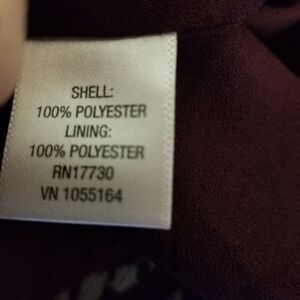 SHELL:
100% POLYESTER
LINING:
100% POLYESTER
RN17730
VN 1055164